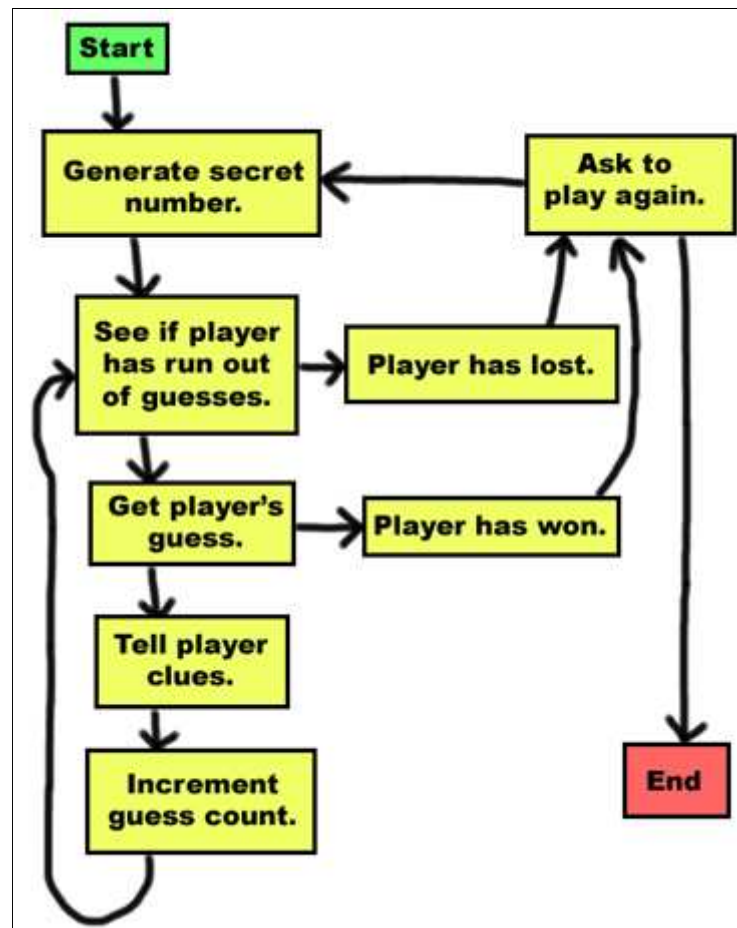 Start
Generate secret
number.
Ask to
play again.
See if player
has run out
of guesses.
Player has lost.
Get player's
guess.
Player has won.
Tell player
clues.
Increment
guess count.
End